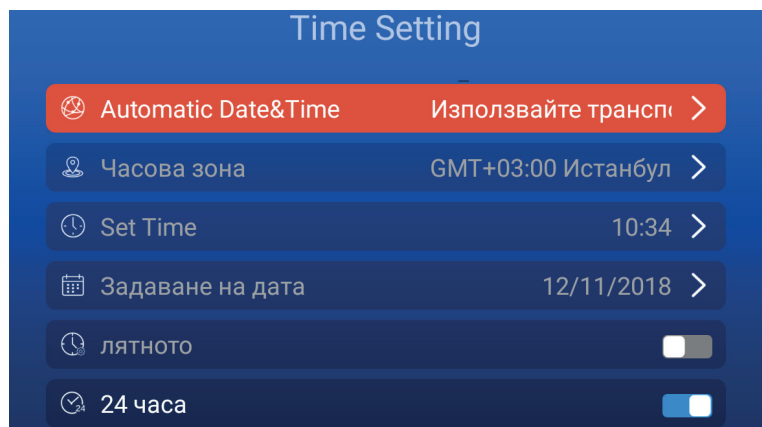 Time Setting
Automatic Date&Time Използвайте трансп
Часова зона GMT+03:00 Истанбул
Set Time 10:34
Задаване на дата 12/11/2018
лятното
24 часа